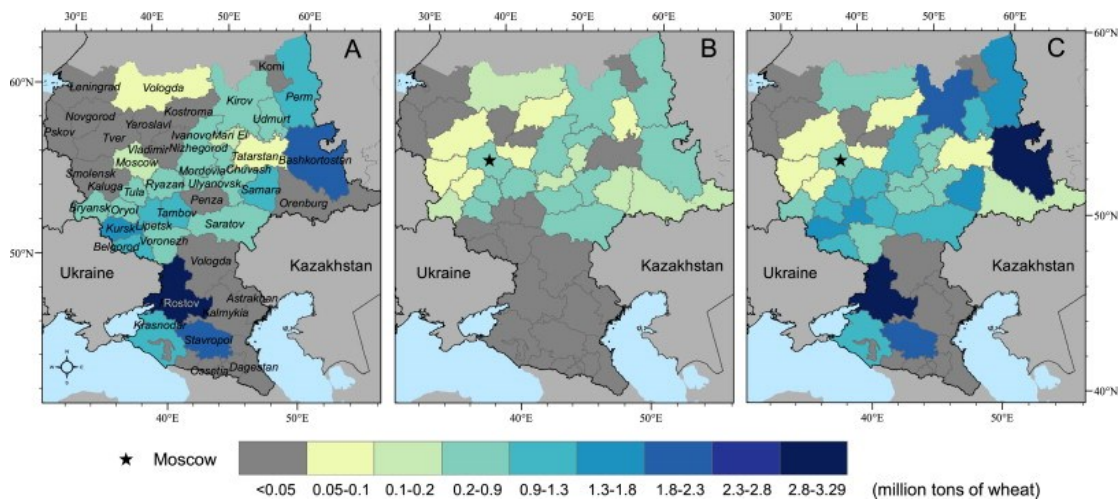 30°E 40°E 50°E 30°E 40°E 50°E 30°E 40°E 50°E
A B C
60°N 60°N
Komi
Leningrad Vologda
Kirov Perm
Novgorod Kostroma
Pskov Yaroslavl Udmurt
Tver Ivanovo Mari El
Vladimir Nizhegorod
Moscow Tatarstan Bashkortostan
Smolensk Mordovia Chuvash
Kaluga Ryazan Ulyanovsk Samara
Tula Penza Orenburg
Bryansk Oryol Tambov
Kursk Lipetsk Saratov
50°N Belgorod Voronezh 50°N
Vologda
Ukraine Kazakhstan Ukraine Kazakhstan Ukraine Kazakhstan
Rostov Astrakhan
Kalmykia
Krasnodar
Stavropol
Ossetia Dagestan
40°N
40°E 50°E 40°E 50°E 40°E 50°E
★ Moscow
<0.05 0.05-0.1 0.1-0.2 0.2-0.9 0.9-1.3 1.3-1.8 1.8-2.3 2.3-2.8 2.8-3.29 (million tons of wheat)